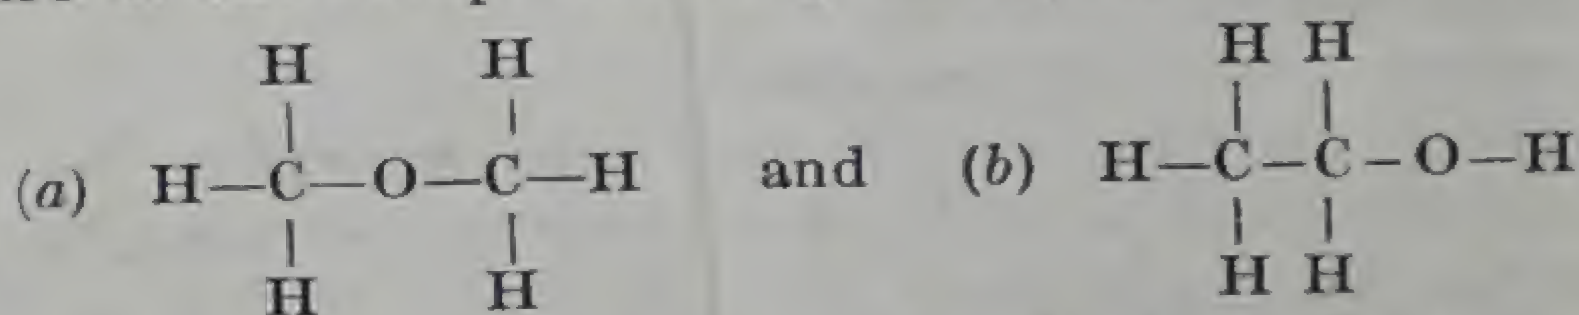 H H H H
(a) H—C—O—C—H and (b) H—C—C—O—H
H H H H